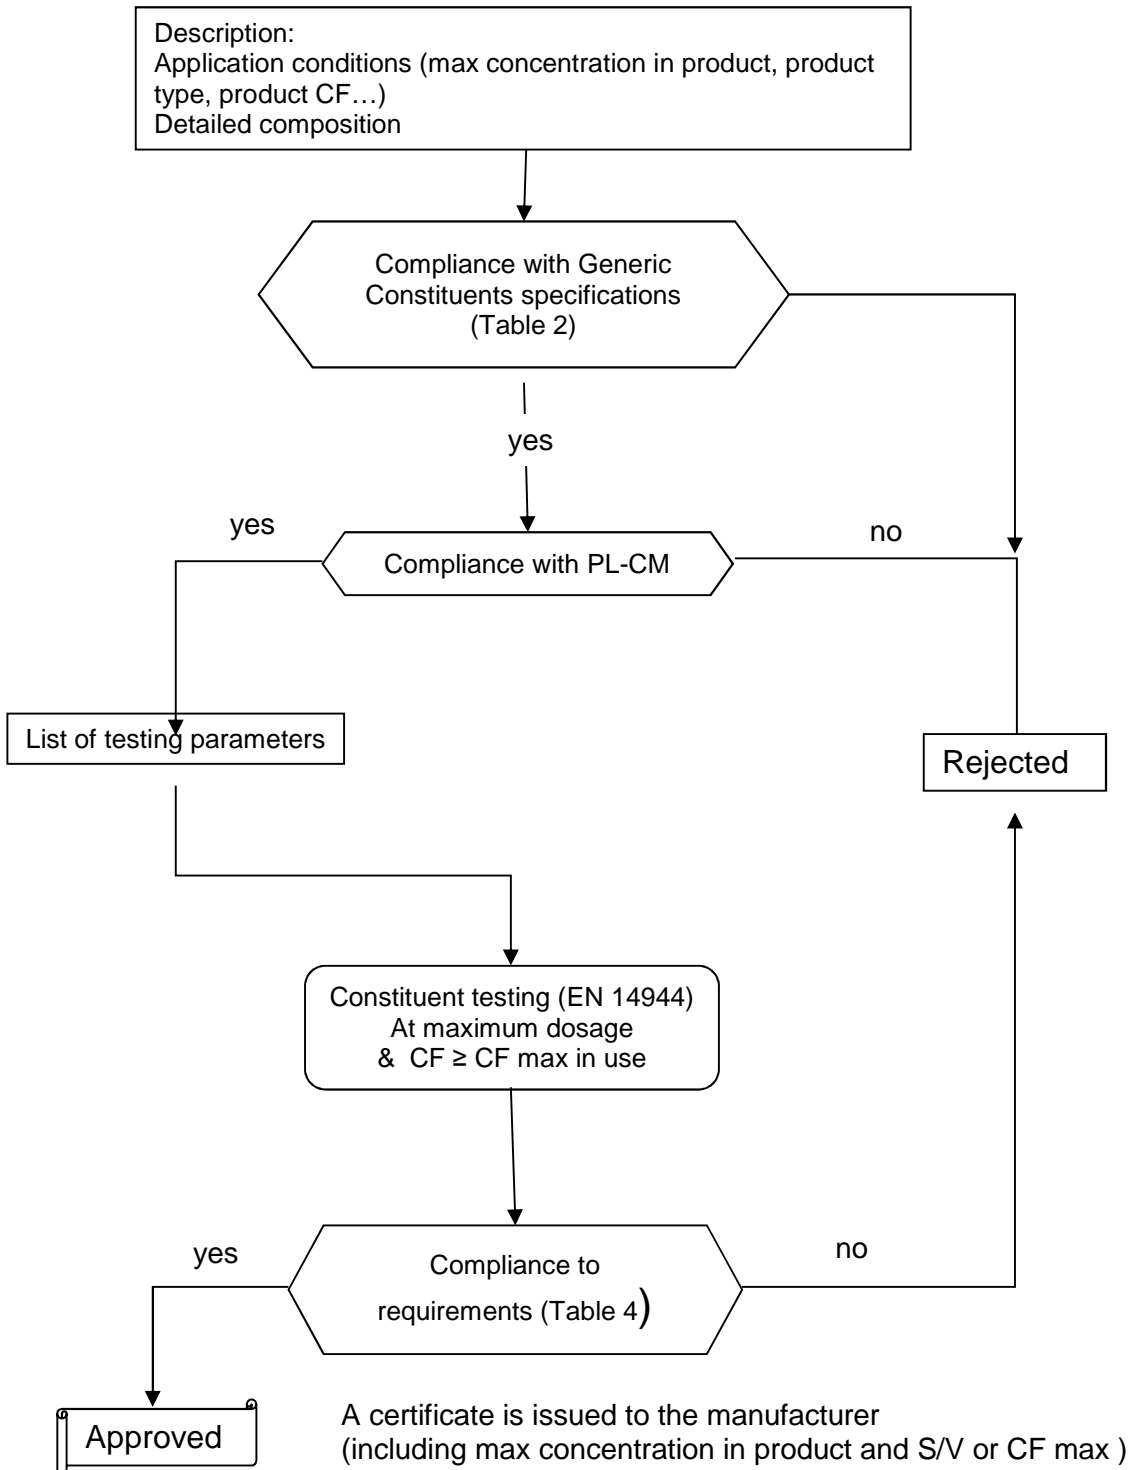 Description:
Application conditions (max concentration in product, product
type, product CF…)
Detailed composition
Compliance with Generic
Constituents specifications
(Table 2)
yes
yes
no
Compliance with PL-CM
List of testing parameters
Rejected
Constituent testing (EN 14944)
At maximum dosage
& CF ≥ CF max in use
yes
no
Compliance to
requirements (Table 4)
Approved
A certificate is issued to the manufacturer
(including max concentration in product and S/V or CF max )